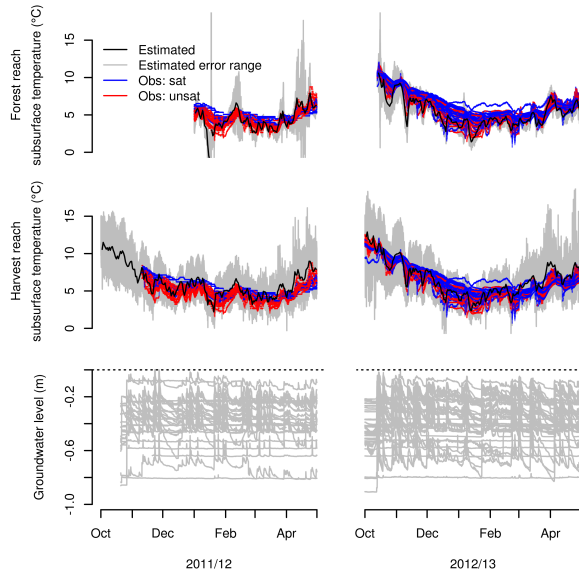 Forest reach
subsurface temperature (°C)
15
10
5
0
Estimated
Estimated error range
Obs: sat
Obs: unsat
Harvest reach
subsurface temperature (°C)
15
10
5
0
Groundwater level (m)
-0.2
-0.6
-1.0
Oct Dec Feb Apr Oct Dec Feb Apr
2011/12 2012/13